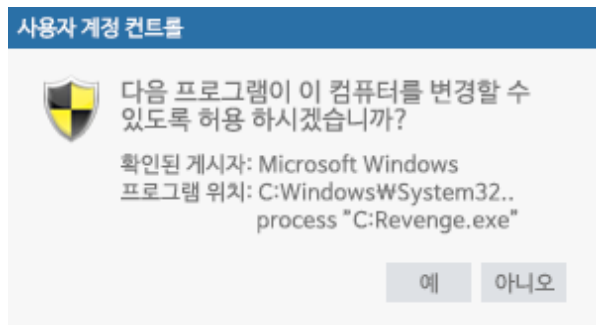 사용자 계정 컨트롤
다음 프로그램이 이 컴퓨터를 변경할 수
있도록 허용 하시겠습니까?
확인된 게시자: Microsoft Windows
프로그램 위치: C:Windows₩System32..
process "C:Revenge.exe"
예
아니오